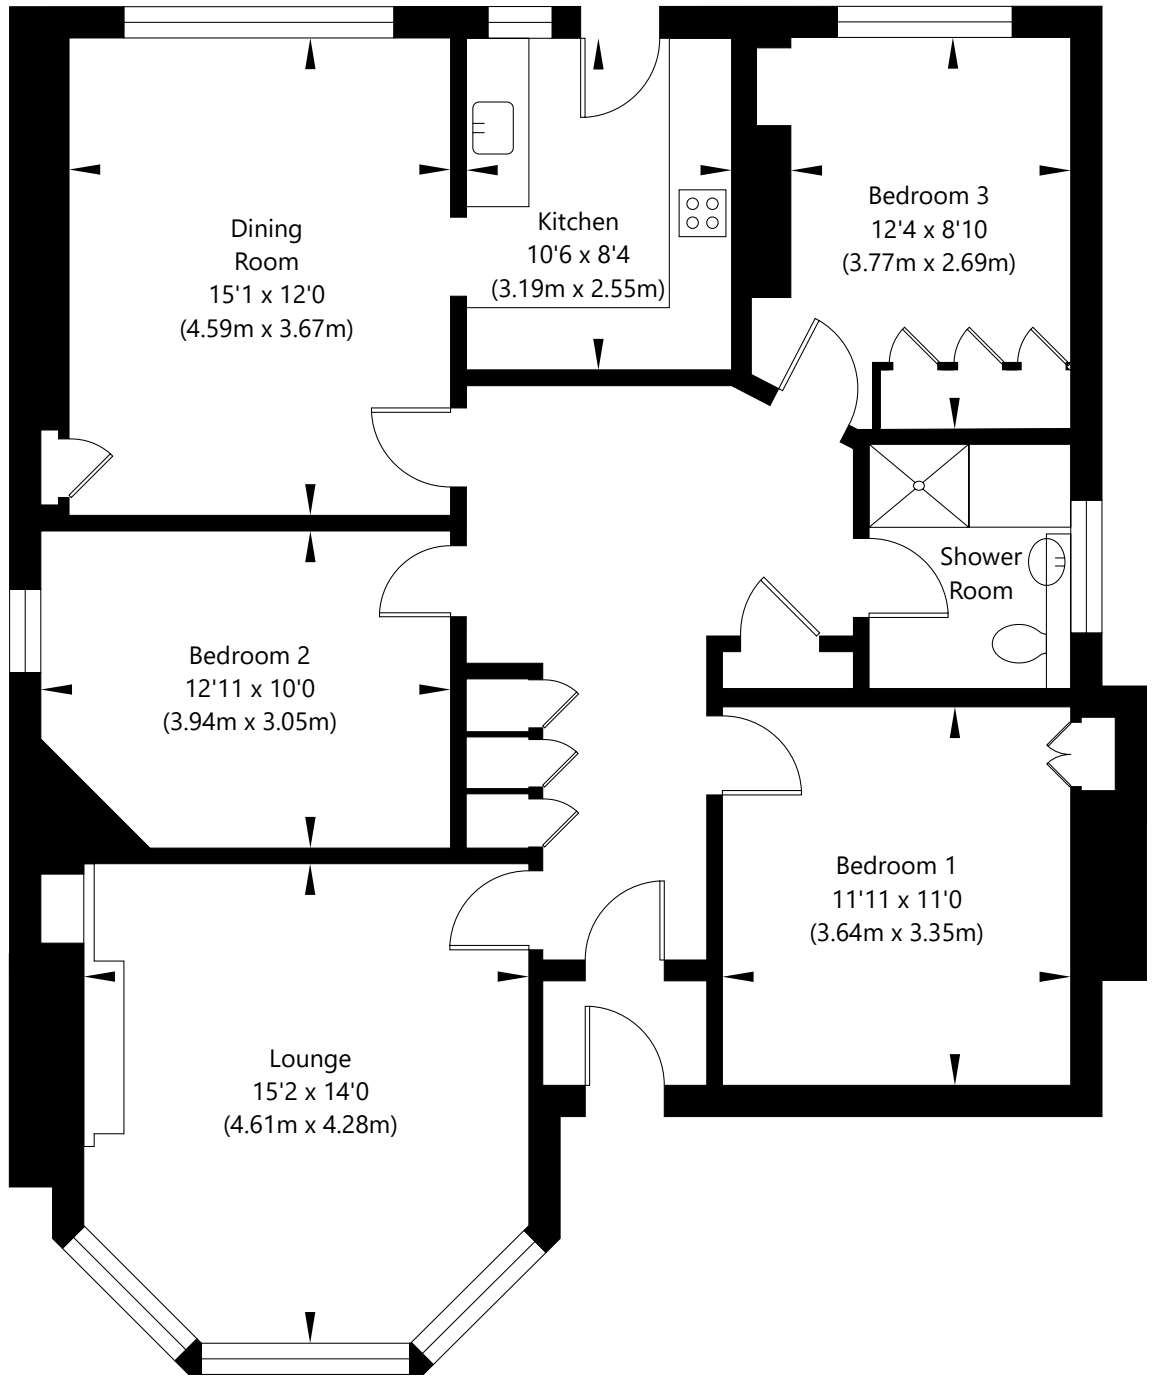 Dining
Room
15'1 x 12'0
(4.59m x 3.67m)
Kitchen
10'6 x 8'4
(3.19m x 2.55m)
Bedroom 3
12'4 x 8'10
(3.77m x 2.69m)
Shower
Room
Bedroom 2
12'11 x 10'0
(3.94m x 3.05m)
Bedroom 1
11'11 x 11'0
(3.64m x 3.35m)
Lounge
15'2 x 14'0
(4.61m x 4.28m)